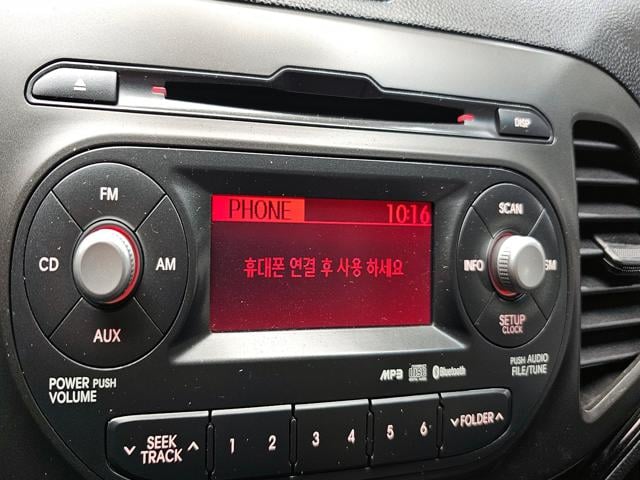 DISP
FM
CD
AM
AUX
POWER PUSH
VOLUME
PHONE 10:16
휴대폰 연결 후 사용 하세요
SCAN
INFO
SETUP
CLOCK
PUSH AUDIO
FILE/TUNE
MP3
Bluetooth
SEEK
TRACK
1 2
3 4
5 6
FOLDER